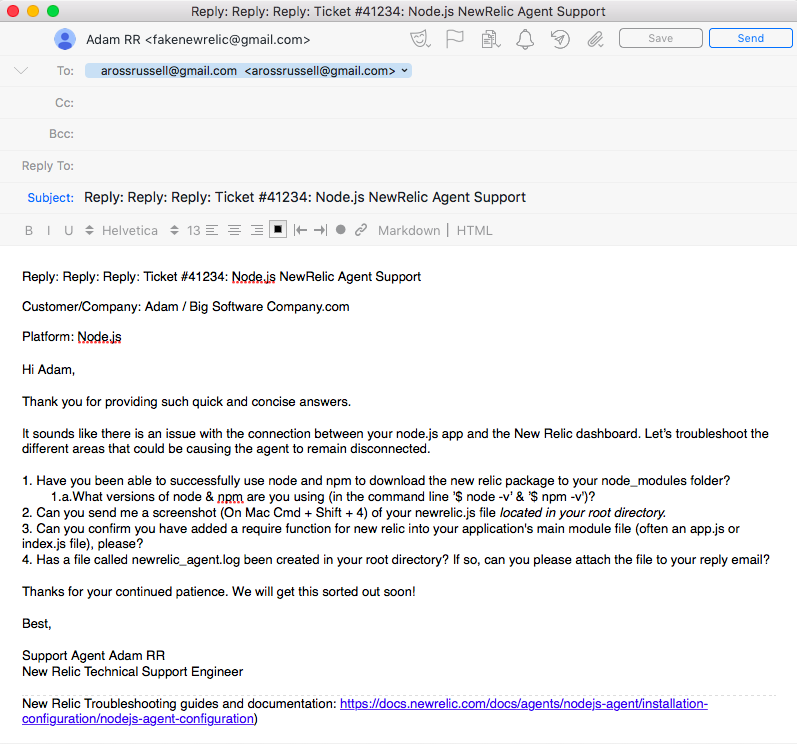 Reply: Reply: Reply: Ticket #41234: Node.js NewRelic Agent Support
Adam RR <fakenewrelic@gmail.com>
Save
Send
To: arossrussell@gmail.com <arossrussell@gmail.com>
Cc:
Bcc:
Reply To:
Subject: Reply: Reply: Reply: Ticket #41234: Node.js NewRelic Agent Support
B I U Helvetica 13 Markdown | HTML
Reply: Reply: Reply: Ticket #41234: Node.js NewRelic Agent Support
Customer/Company: Adam / Big Software Company.com
Platform: Node.js
Hi Adam,
Thank you for providing such quick and concise answers.
It sounds like there is an issue with the connection between your node.js app and the New Relic dashboard. Let's troubleshoot the
different areas that could be causing the agent to remain disconnected.
1. Have you been able to successfully use node and npm to download the new relic package to your node_modules folder?
1.a.What versions of node & npm are you using (in the command line '$ node -v' & '$ npm -v')?
2. Can you send me a screenshot (On Mac Cmd + Shift + 4) of your newrelic.js file located in your root directory.
3. Can you confirm you have added a require function for new relic into your application's main module file (often an app.js or
index.js file), please?
4. Has a file called newrelic_agent.log been created in your root directory? If so, can you please attach the file to your reply email?
Thanks for your continued patience. We will get this sorted out soon!
Best,
Support Agent Adam RR
New Relic Technical Support Engineer
New Relic Troubleshooting guides and documentation: https://docs.newrelic.com/docs/agents/nodejs-agent/installation-
configuration/nodejs-agent-configuration)